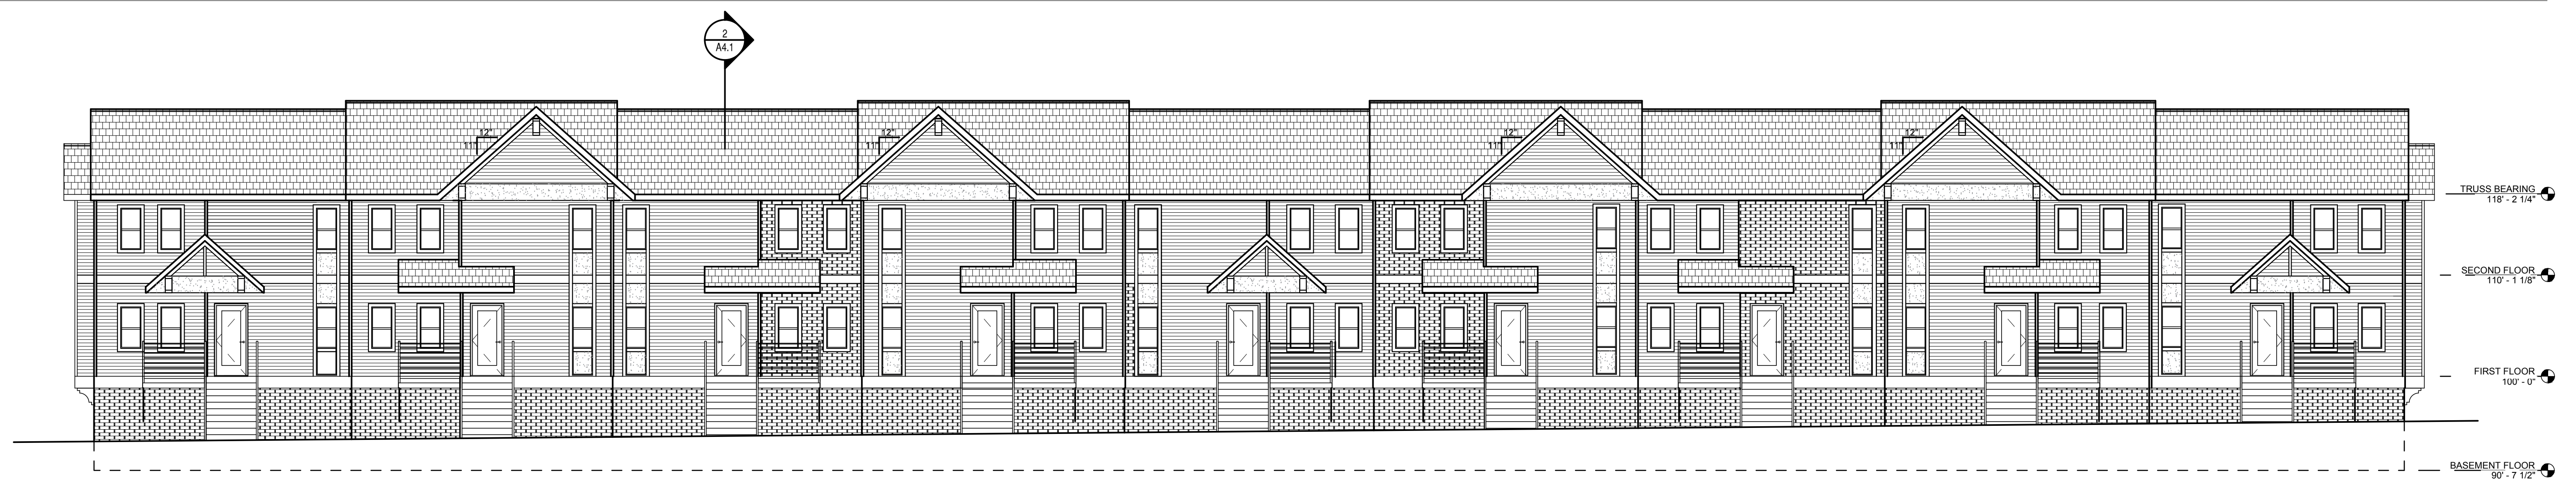 2
A4.1
12"
11"
12"
11"
12"
11"
12"
11"
TRUSS BEARING
118' - 2 1/4"
SECOND FLOOR
110' - 1 1/8"
FIRST FLOOR
100' - 0"
BASEMENT FLOOR
90' - 7 1/2"